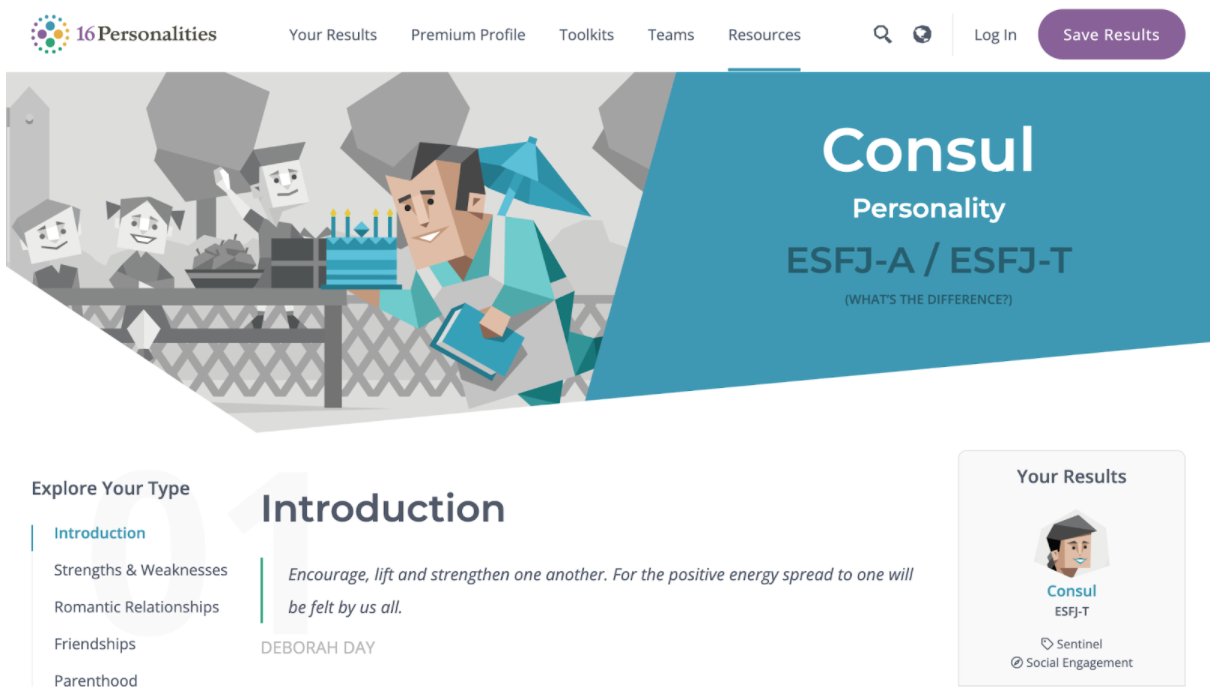 16Personalities Your Results Premium Profile Toolkits Teams Resources Log In Save Results
Consul
Personality
ESFJ-A / ESFJ-T
(WHAT'S THE DIFFERENCE?)
01
Explore Your Type
Introduction
Strengths & Weaknesses
Romantic Relationships
Friendships
Parenthood
Introduction
Encourage, lift and strengthen one another. For the positive energy spread to one will
be felt by us all.
DEBORAH DAY
Your Results
Consul
ESFJ-T
Sentinel
Social Engagement